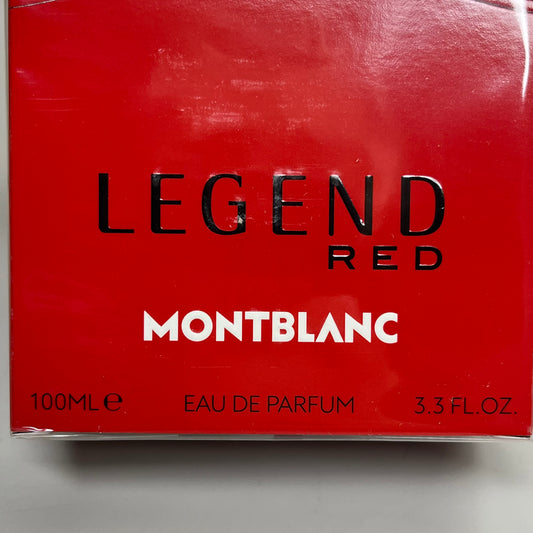 LEGEND
RED
MONTBLANC
100ML ℮ EAU DE PARFUM 3.3 FL.OZ.